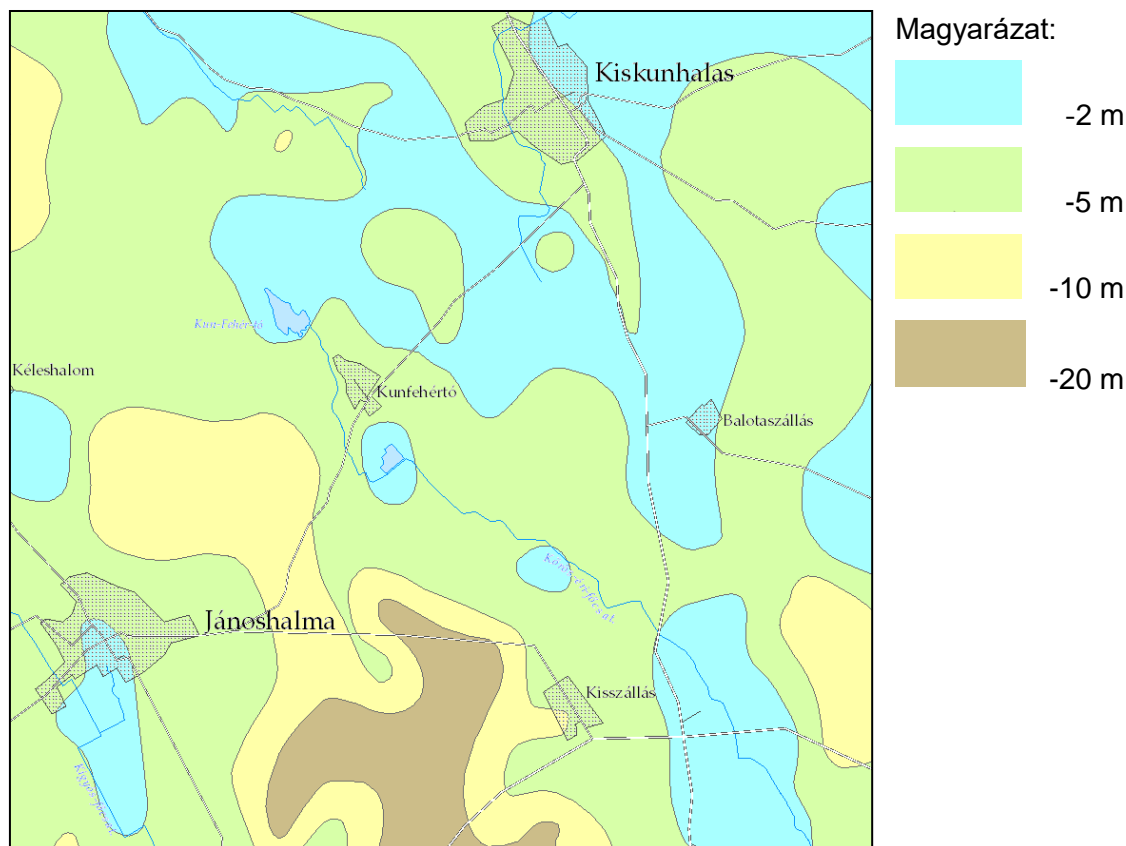 Magyarázat:
-2 m
-5 m
-10 m
-20 m
Kiskunhalas
Kun-Fehér-tó
Kéleshalom
Kunfehértó
Balotaszállás
Jánoshalma
Kisszállás